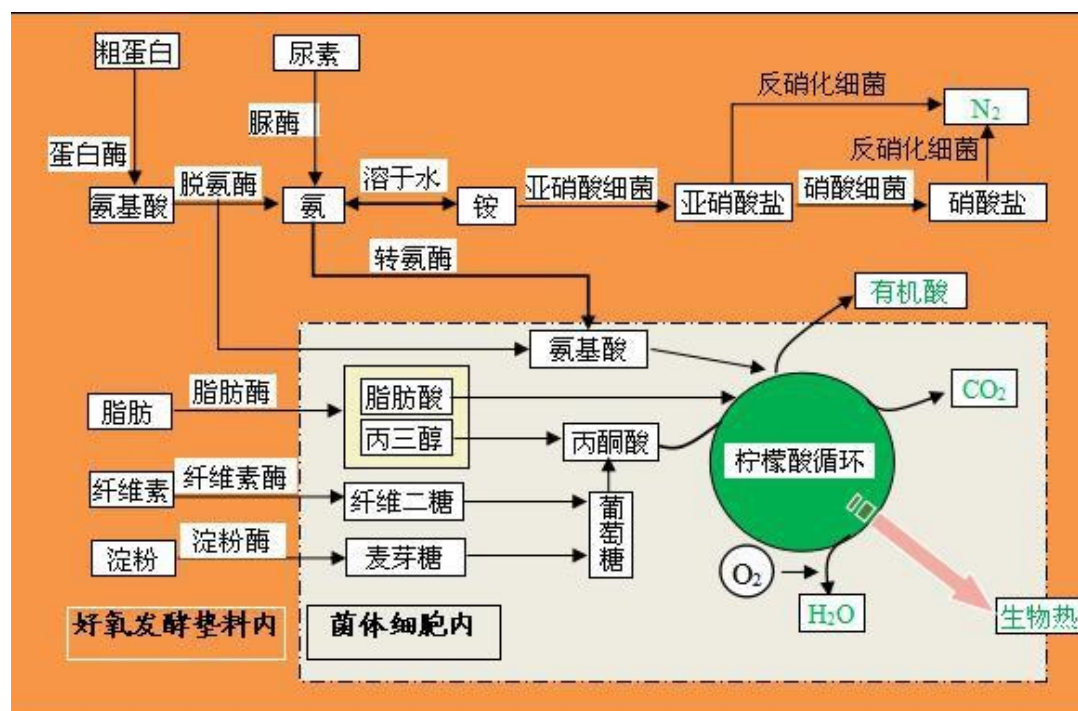 粗蛋白
尿素
反硝化细菌
N₂
脲酶
蛋白酶
反硝化细菌
脱氨酶
溶于水
亚硝酸细菌
硝酸细菌
氨基酸
氨
铵
亚硝酸盐
硝酸盐
转氨酶
有机酸
氨基酸
脂肪酶
脂肪酸
CO₂
脂肪
丙三醇
丙酮酸
柠檬酸循环
纤维素酶
纤维素
纤维二糖
葡萄糖
淀粉酶
淀粉
麦芽糖
O₂
H₂O
生物热
好氧发酵垫料内
菌体细胞内